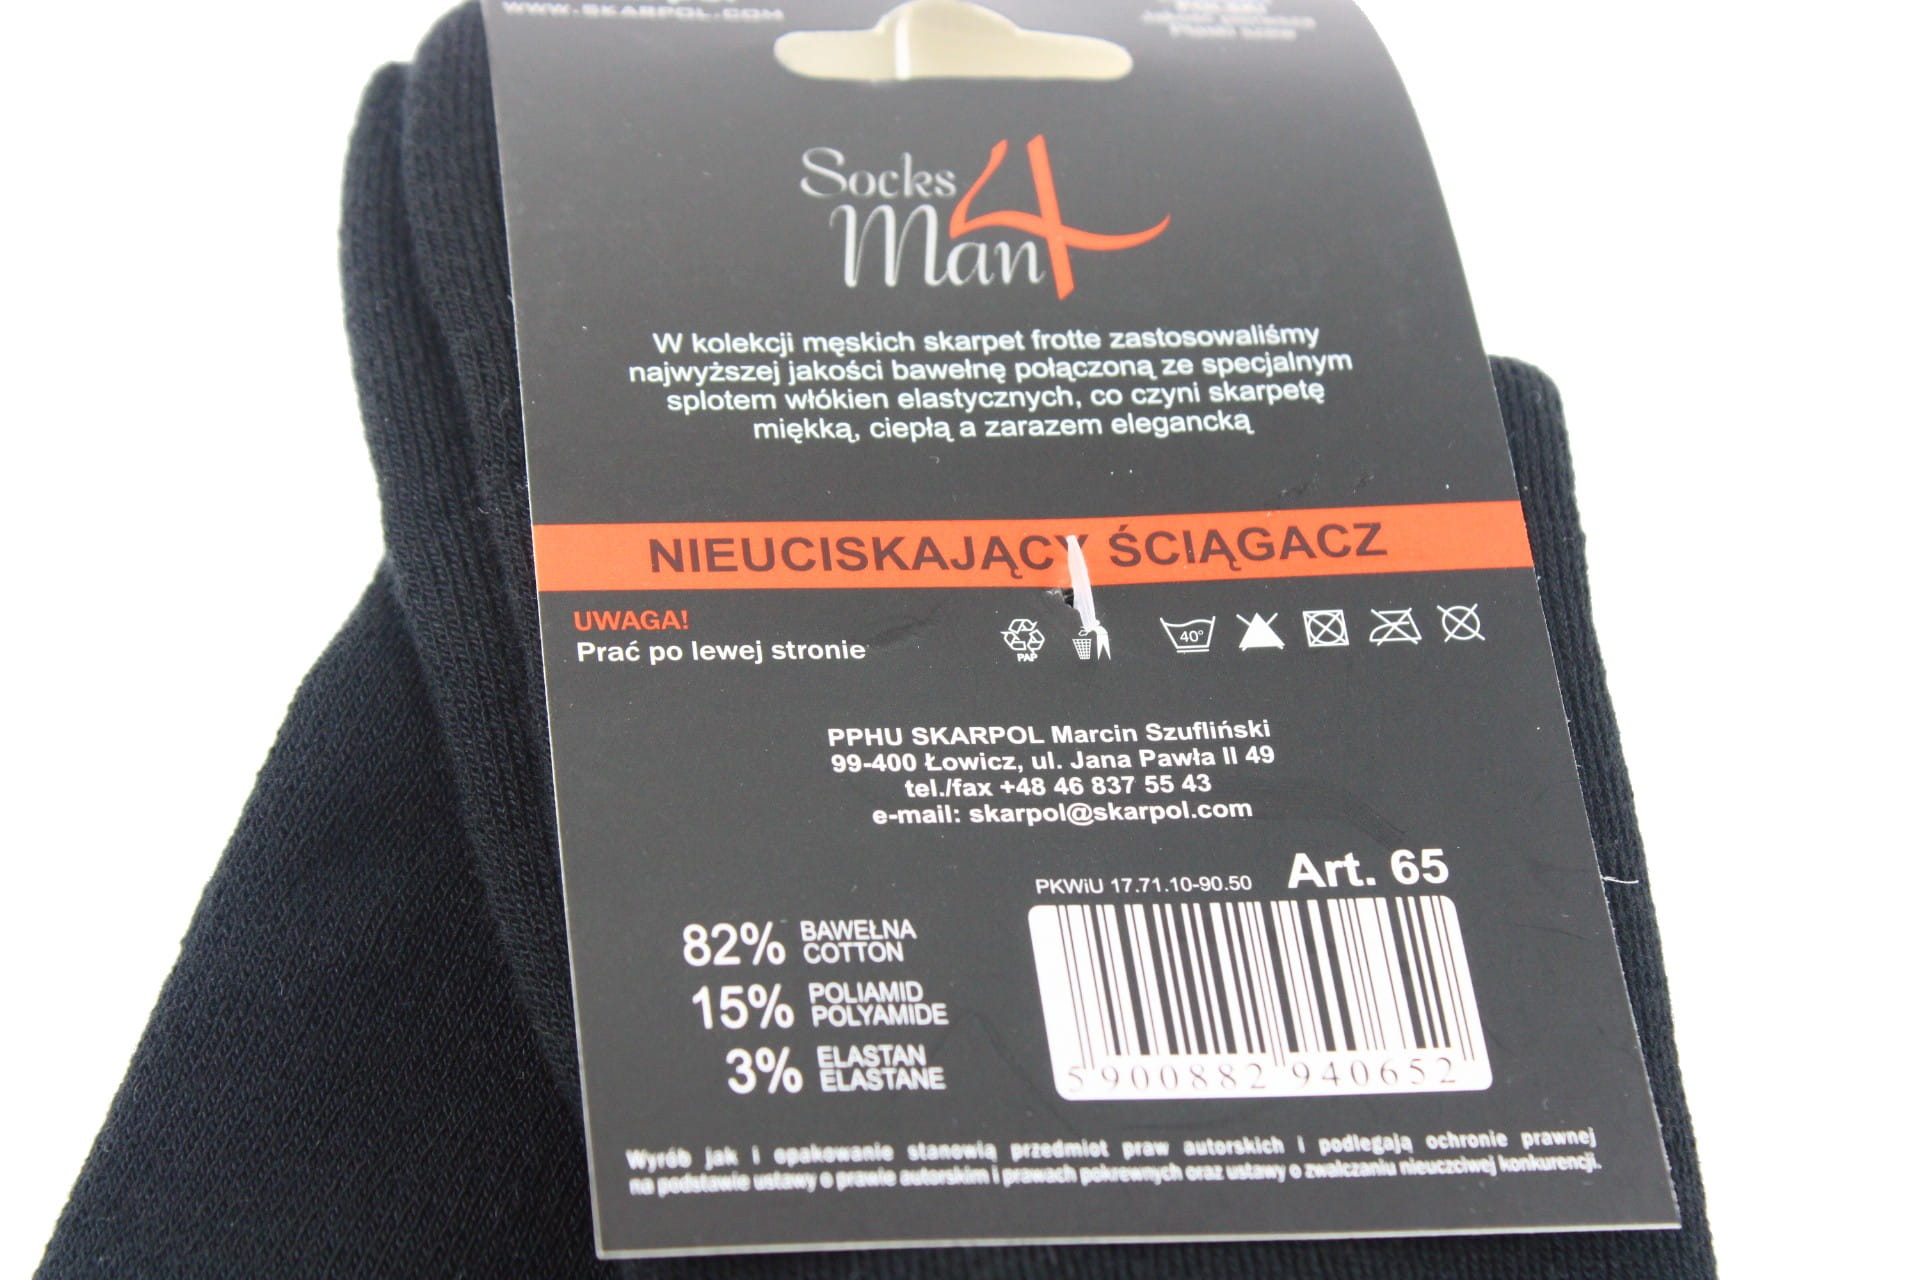 WWW.SKARPOL.COM
Socks
4
Man
W kolekcji męskich skarpet frotte zastosowaliśmy
najwyższej jakości bawełnę połączoną ze specjalnym
splotem włókien elastycznych, co czyni skarpetę
miękką, ciepłą a zarazem elegancką
NIEUCISKAJĄCY ŚCIĄGACZ
UWAGA!
Prać po lewej stronie
PAP
40°
PPHU SKARPOL Marcin Szufliński
99-400 Łowicz, ul. Jana Pawła II 49
tel./fax +48 46 837 55 43
e-mail: skarpol@skarpol.com
PKWiU 17.71.10-90.50 Art. 65
82% BAWEŁNA
COTTON
15% POLIAMID
POLYAMIDE
3% ELASTAN
ELASTANE
5 900882 940652
Wyrób jak i opakowanie stanowią przedmiot praw autorskich i podlegają ochronie prawnej
na podstawie ustawy o prawie autorskim i prawach pokrewnych oraz ustawy o zwalczaniu nieuczciwej konkurencji.